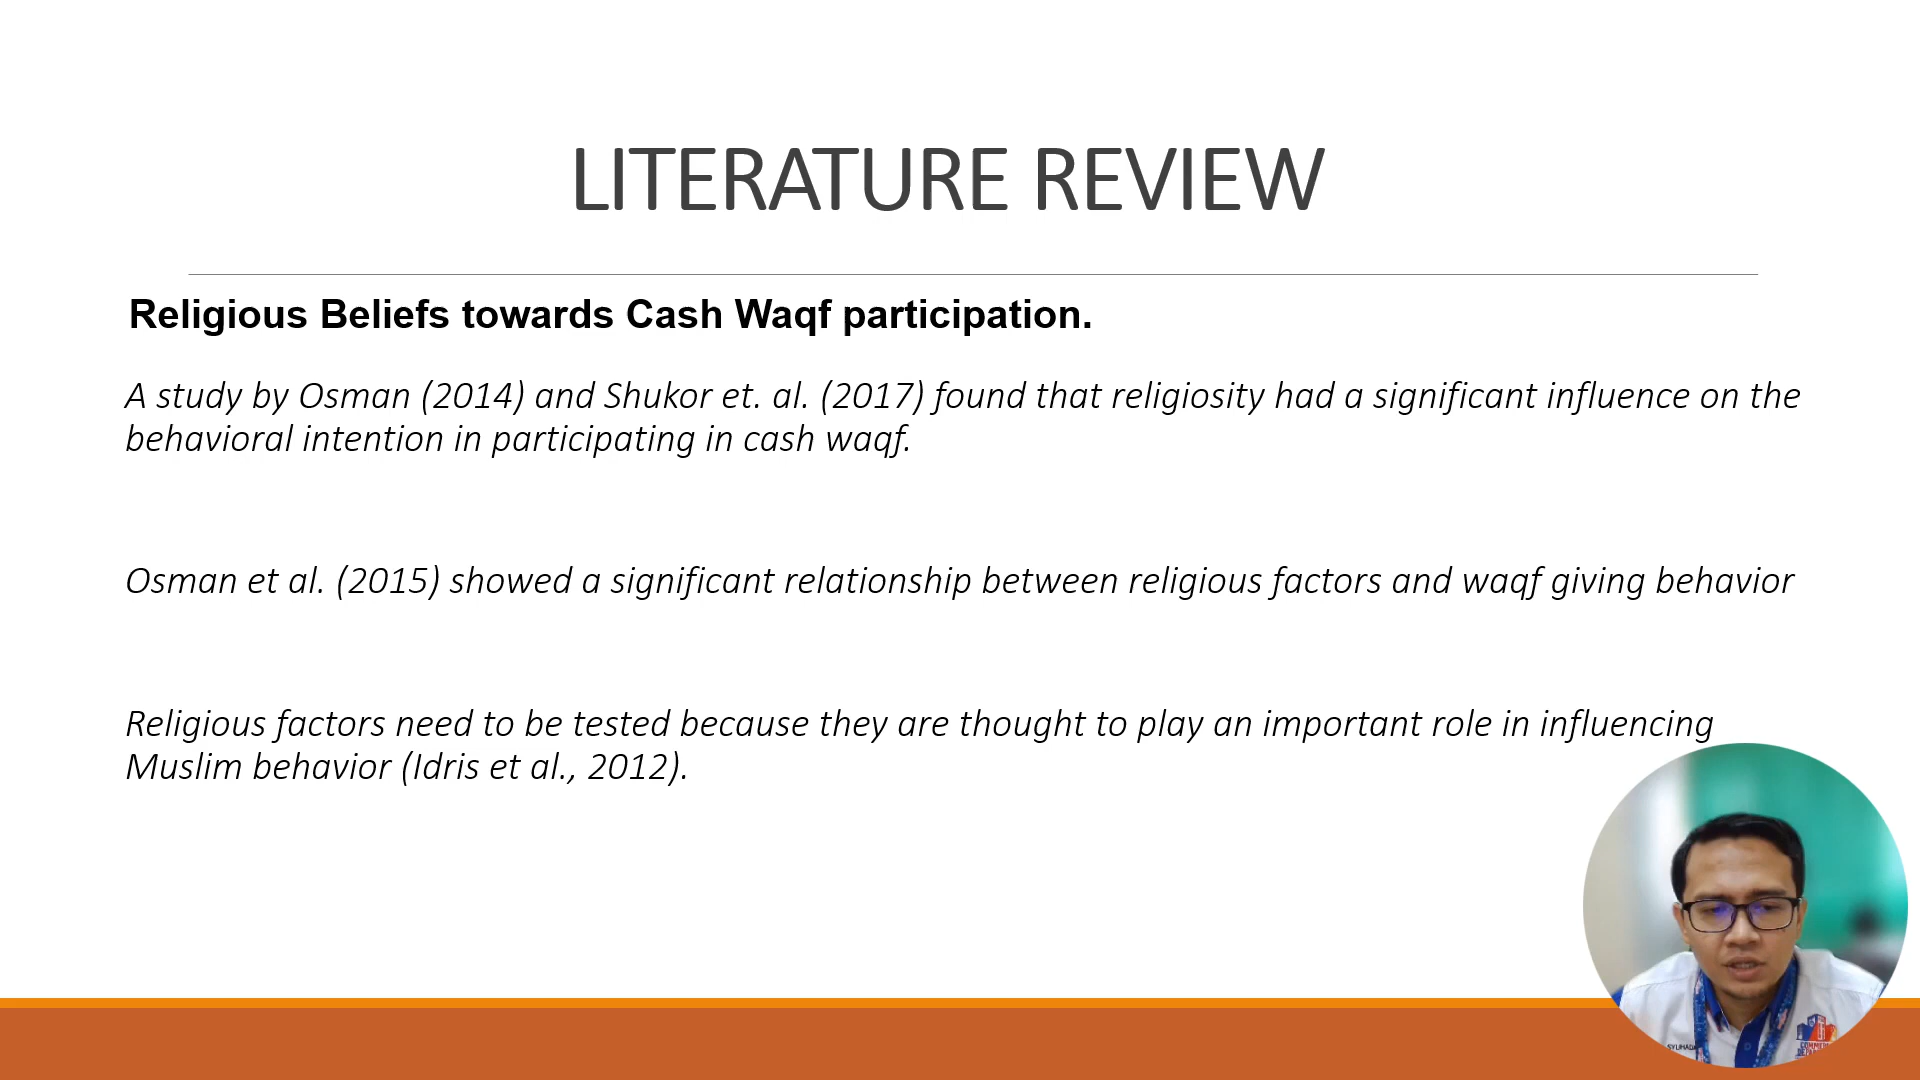 LITERATURE REVIEW
Religious Beliefs towards Cash Waqf participation.
A study by Osman (2014) and Shukor et. al. (2017) found that religiosity had a significant influence on the
behavioral intention in participating in cash waqf.
Osman et al. (2015) showed a significant relationship between religious factors and waqf giving behavior
Religious factors need to be tested because they are thought to play an important role in influencing
Muslim behavior (Idris et al., 2012).